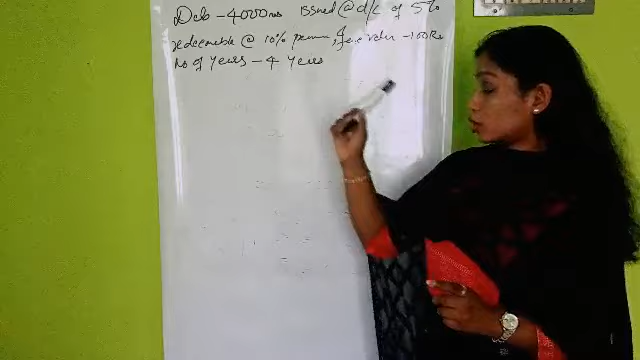 Deb - 4000nos issued @ d/c of 5%
redeemable @ 10% premium, face value - 100Rs
No of years - 4 years